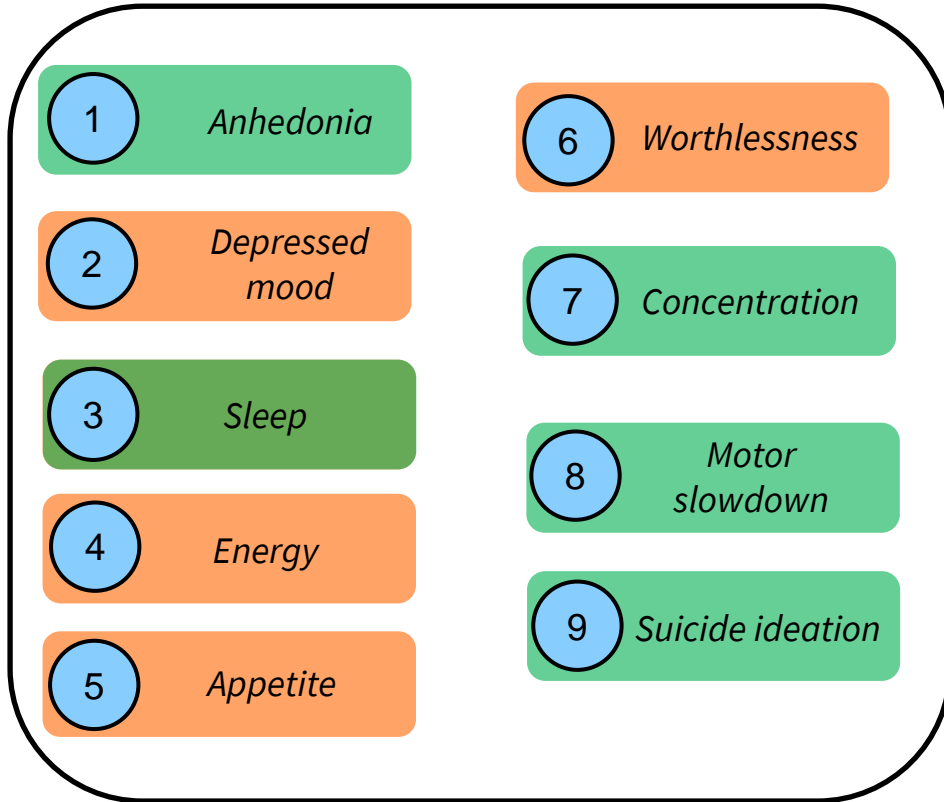 1
Anhedonia
2
Depressed
mood
3
Sleep
4
Energy
5
Appetite
6
Worthlessness
7
Concentration
8
Motor
slowdown
9
Suicide ideation